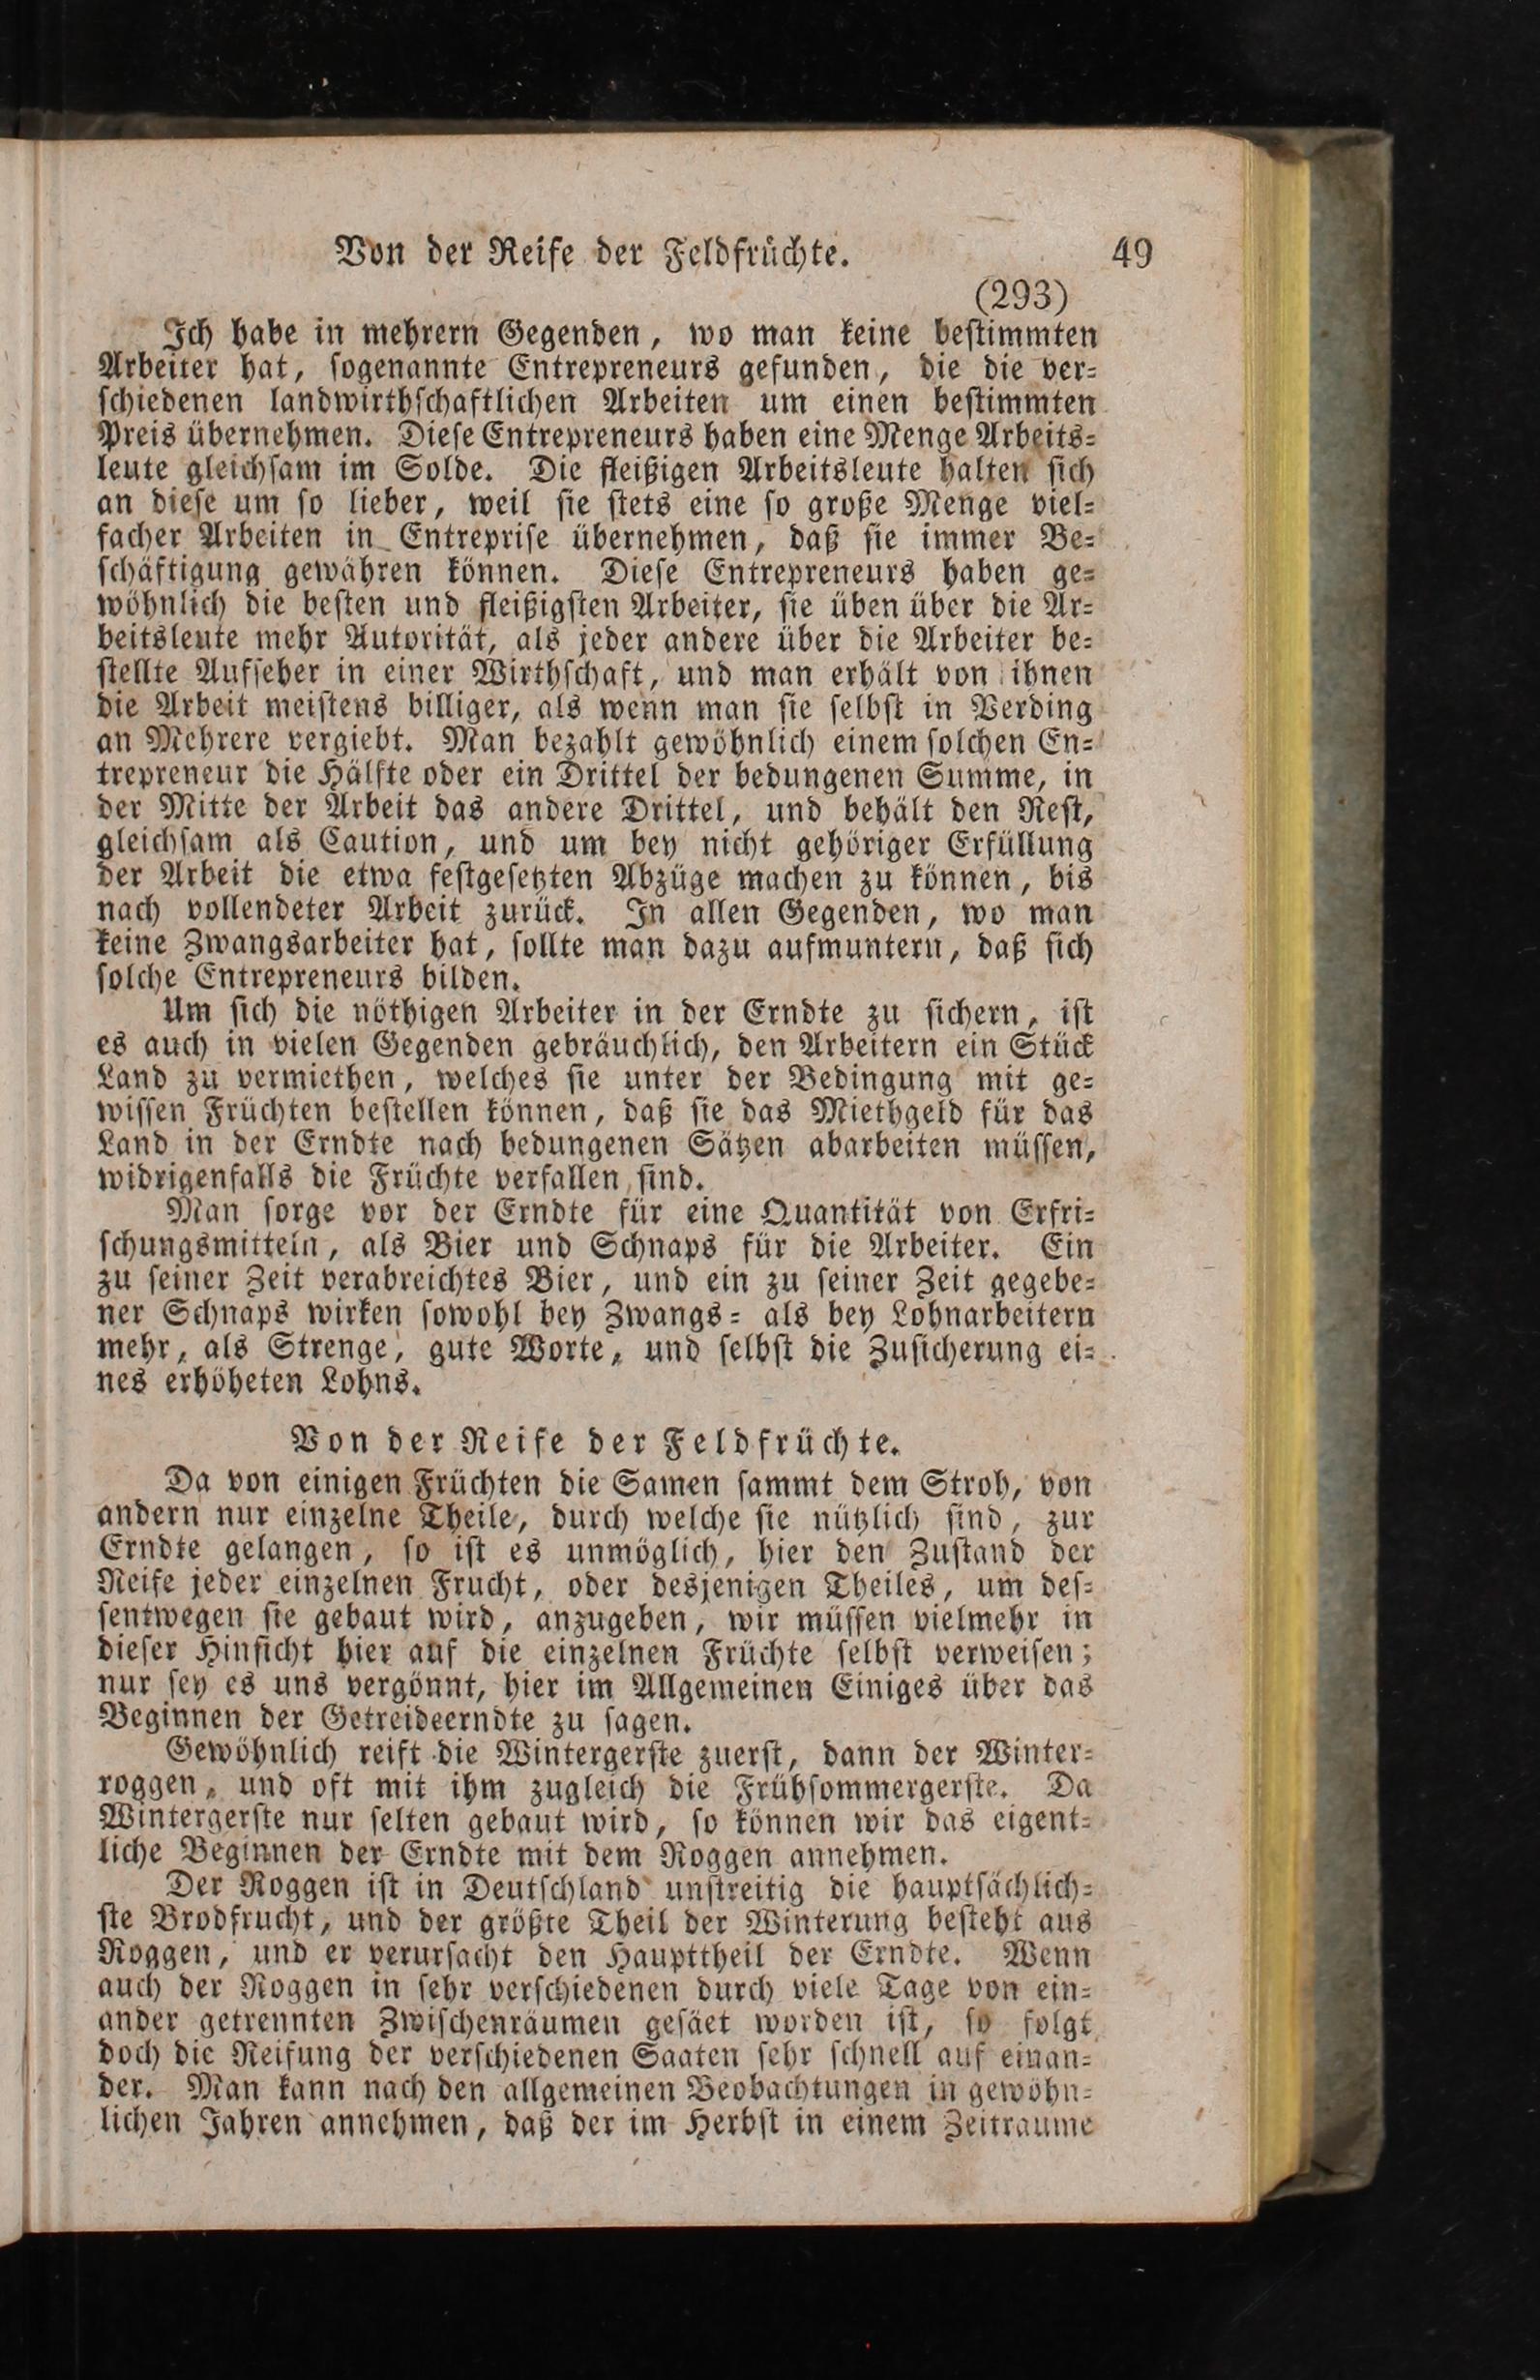 Von der Reife der Feldfrüchte. 49
(293)
Ich habe in mehrern Gegenden, wo man keine bestimmten
Arbeiter hat, sogenannte Entrepreneurs gefunden, die die ver-
schiedenen landwirthschaftlichen Arbeiten um einen bestimmten
Preis übernehmen. Diese Entrepreneurs haben eine Menge Arbeits-
leute gleichsam im Solde. Die fleißigen Arbeitsleute halten sich
an diese um so lieber, weil sie stets eine so große Menge viel-
facher Arbeiten in Entreprise übernehmen, daß sie immer Be-
schäftigung gewähren können. Diese Entrepreneurs haben ge-
wöhnlich die besten und fleißigsten Arbeiter, sie üben über die Ar-
beitsleute mehr Autorität, als jeder andere über die Arbeiter be-
stellte Aufseher in einer Wirthschaft, und man erhält von ihnen
die Arbeit meistens billiger, als wenn man sie selbst in Verding
an Mehrere vergiebt. Man bezahlt gewöhnlich einem solchen En-
trepreneur die Hälfte oder ein Drittel der bedungenen Summe, in
der Mitte der Arbeit das andere Drittel, und behält den Rest,
gleichsam als Caution, und um bey nicht gehöriger Erfüllung
der Arbeit die etwa festgesetzten Abzüge machen zu können, bis
nach vollendeter Arbeit zurück. In allen Gegenden, wo man
keine Zwangsarbeiter hat, sollte man dazu aufmuntern, daß sich
solche Entrepreneurs bilden.
Um sich die nöthigen Arbeiter in der Erndte zu sichern, ist
es auch in vielen Gegenden gebräuchlich, den Arbeitern ein Stück
Land zu vermiethen, welches sie unter der Bedingung mit ge-
wissen Früchten bestellen können, daß sie das Miethgeld für das
Land in der Erndte nach bedungenen Sätzen abarbeiten müssen,
widrigenfalls die Früchte verfallen sind.
Man sorge vor der Erndte für eine Quantität von Erfri-
schungsmitteln, als Bier und Schnaps für die Arbeiter. Ein
zu seiner Zeit verabreichtes Bier, und ein zu seiner Zeit gegebe-
ner Schnaps wirken sowohl bey Zwangs- als bey Lohnarbeitern
mehr, als Strenge, gute Worte, und selbst die Zusicherung ei-
nes erhöheten Lohns.
Von der Reife der Feldfrüchte.
Da von einigen Früchten die Samen sammt dem Stroh, von
andern nur einzelne Theile, durch welche sie nützlich sind, zur
Erndte gelangen, so ist es unmöglich, hier den Zustand der
Reife jeder einzelnen Frucht, oder desjenigen Theiles, um des-
sentwegen sie gebaut wird, anzugeben, wir müssen vielmehr in
dieser Hinsicht hier auf die einzelnen Früchte selbst verweisen;
nur sey es uns vergönnt, hier im Allgemeinen Einiges über das
Beginnen der Getreideerndte zu sagen.
Gewöhnlich reift die Wintergerste zuerst, dann der Winter-
roggen, und oft mit ihm zugleich die Frühsommergerste. Da
Wintergerste nur selten gebaut wird, so können wir das eigent-
liche Beginnen der Erndte mit dem Roggen annehmen.
Der Roggen ist in Deutschland unstreitig die hauptsächlich-
ste Brodfrucht, und der größte Theil der Winterung besteht aus
Roggen, und er verursacht den Haupttheil der Erndte. Wenn
auch der Roggen in sehr verschiedenen durch viele Tage von ein-
ander getrennten Zwischenräumen gesäet worden ist, so folgt
doch die Reifung der verschiedenen Saaten sehr schnell auf einan-
der. Man kann nach den allgemeinen Beobachtungen in gewöhn-
lichen Jahren annehmen, daß der im Herbst in einem Zeitraume